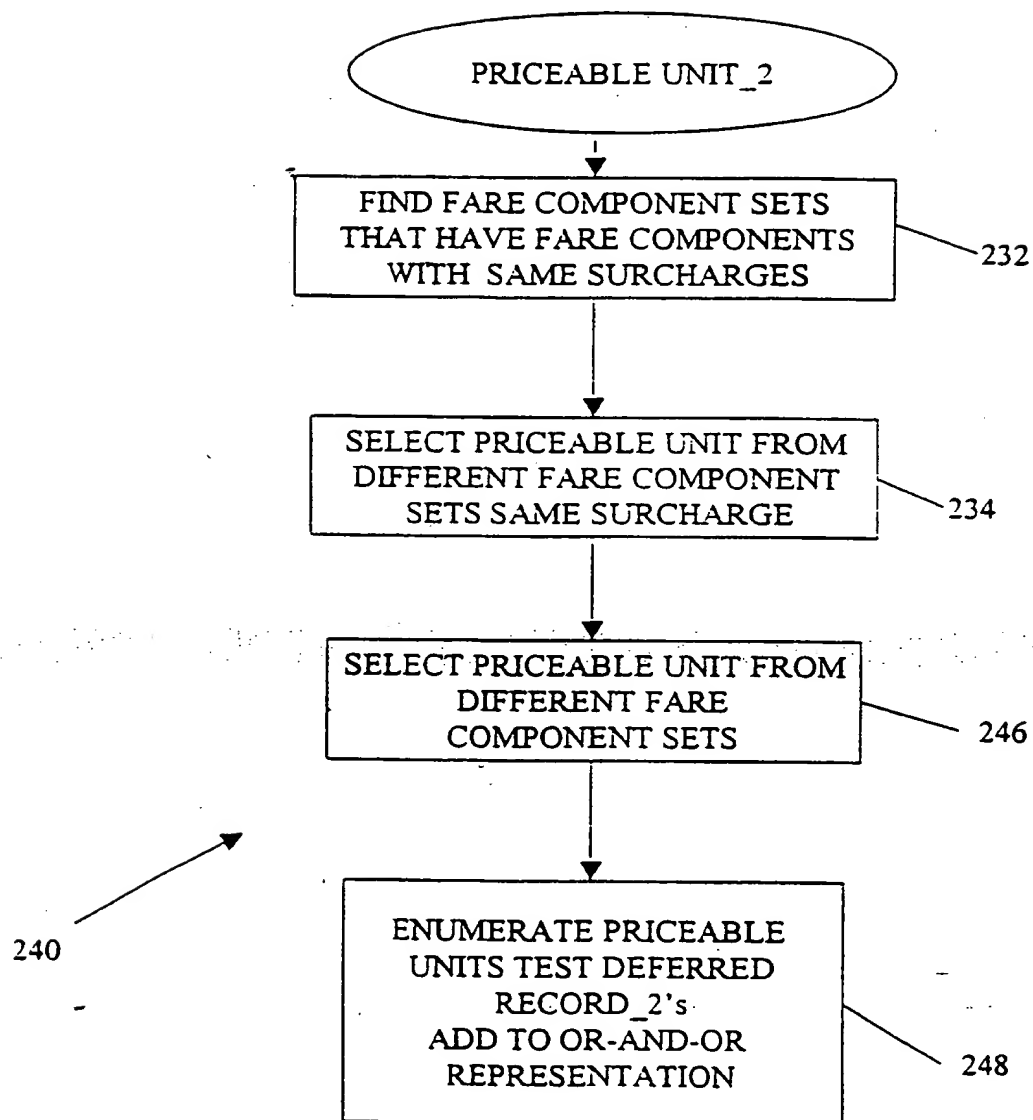 PRICEABLE UNIT_2
FIND FARE COMPONENT SETS
THAT HAVE FARE COMPONENTS
WITH SAME SURCHARGES
232
SELECT PRICEABLE UNIT FROM
DIFFERENT FARE COMPONENT
SETS SAME SURCHARGE
234
SELECT PRICEABLE UNIT FROM
DIFFERENT FARE
COMPONENT SETS
246
240
ENUMERATE PRICEABLE
UNITS TEST DEFERRED
RECORD_2's
ADD TO OR-AND-OR
REPRESENTATION
248